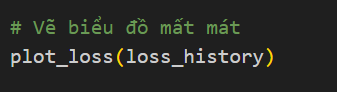 # Vẽ biểu đồ mất mát
plot_loss(loss_history)